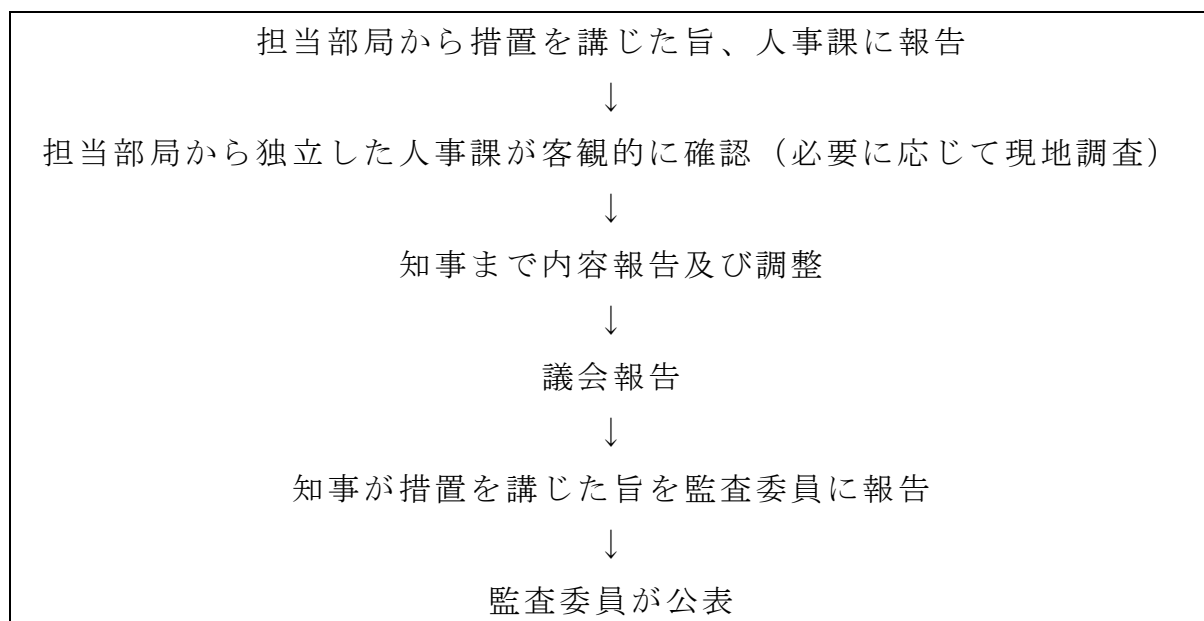 担当部局から措置を講じた旨、人事課に報告
↓
担当部局から独立した人事課が客観的に確認（必要に応じて現地調査）
↓
知事まで内容報告及び調整
↓
議会報告
↓
知事が措置を講じた旨を監査委員に報告
↓
監査委員が公表